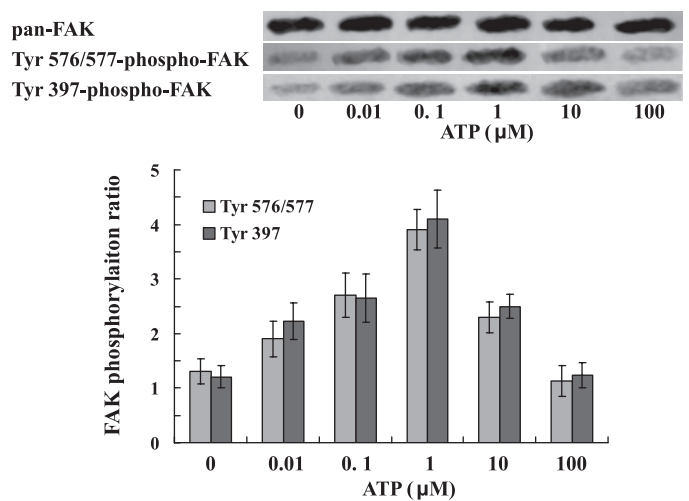 pan-FAK
Tyr 576/577-phospho-FAK
Tyr 397-phospho-FAK
0 0.01 0. 1 1 10 100
ATP (μM)
FAK phosphorylaiton ratio
5
4
3
2
1
0
Tyr 576/577
Tyr 397
0 0.01 0. 1 1 10 100
ATP (μM)